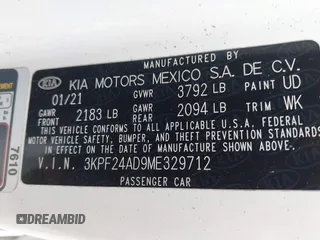 KIA KIA MOTORS MEXICO S.A. DE C.V.
01/21 GVWR 3792 LB PAINT UD
GAWR FRONT 2183 LB GAWR REAR 2094 LB TRIM WK
THIS VEHICLE CONFORMS TO ALL APPLICABLE
U.S.A. FEDERAL MOTOR VEHICLE
SAFETY, BUMPER, AND THEFT PREVENTION
STANDARDS IN EFFECT ON THE DATE OF
MANUFACTURE SHOWN ABOVE.
V.I.N. 3KPF24AD9ME329712
PASSENGER CAR
7610
DREAMBID